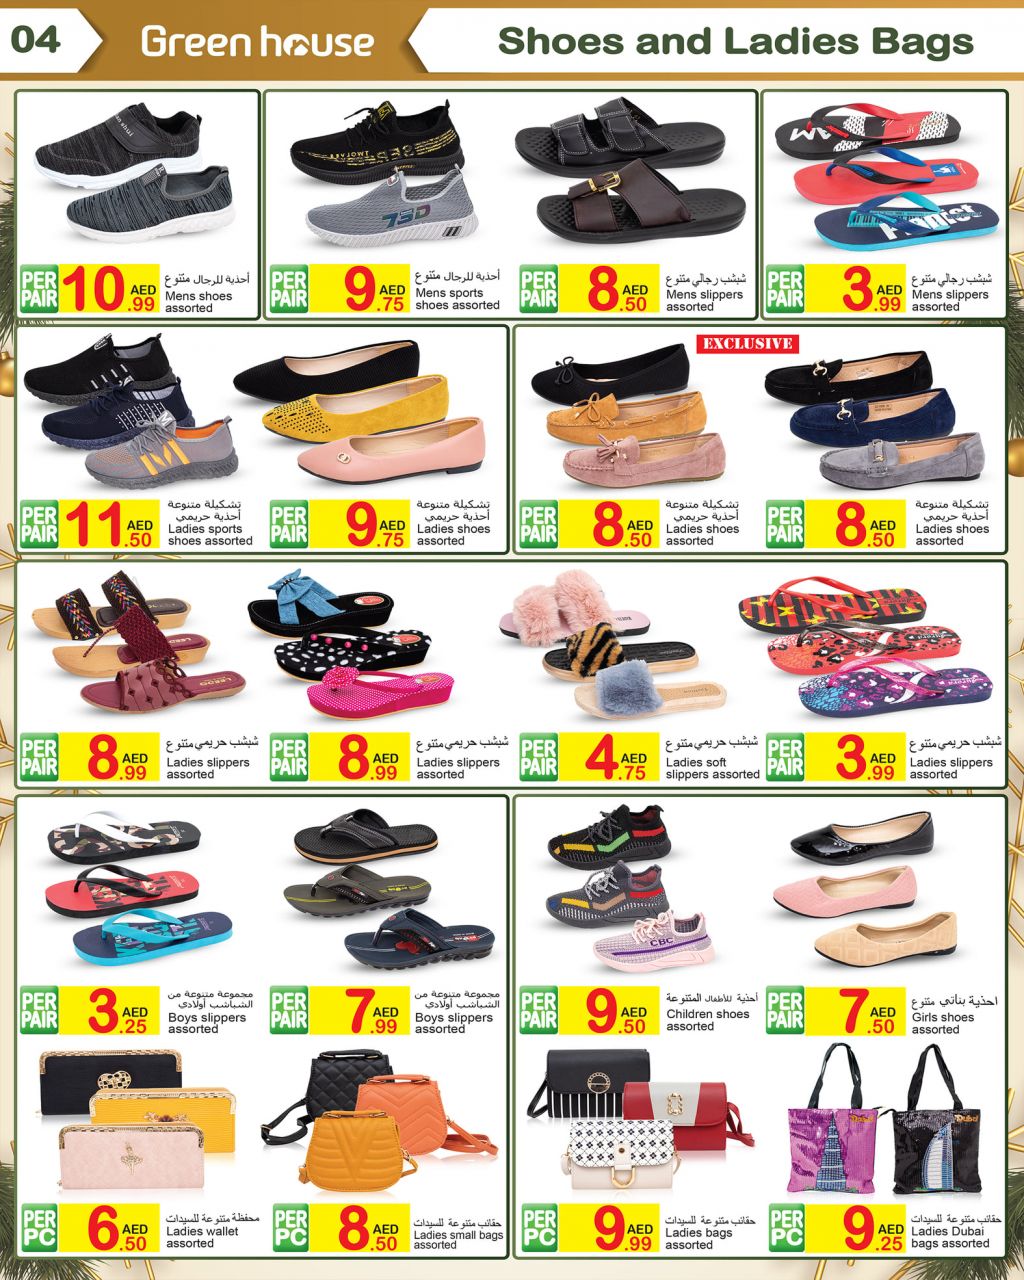 04
Green house
Shoes and Ladies Bags
PER PAIR
10.99 AED
أحذية للرجال متنوع
Mens shoes
assorted
PER PAIR
9.75 AED
أحذية للرجال متنوع
Mens sports
shoes assorted
PER PAIR
8.50 AED
شبشب رجالي متنوع
Mens slippers
assorted
PER PAIR
3.99 AED
شبشب رجالي متنوع
Mens slippers
assorted
PER PAIR
11.50 AED
تشكيلة متنوعة
أحذية حريمي
Ladies sports
shoes assorted
PER PAIR
9.75 AED
تشكيلة متنوعة
أحذية حريمي
Ladies shoes
assorted
EXCLUSIVE
PER PAIR
8.50 AED
تشكيلة متنوعة
أحذية حريمي
Ladies shoes
assorted
PER PAIR
8.50 AED
تشكيلة متنوعة
أحذية حريمي
Ladies shoes
assorted
PER PAIR
8.99 AED
شبشب حريمي متنوع
Ladies slippers
assorted
PER PAIR
8.99 AED
شبشب حريمي متنوع
Ladies slippers
assorted
PER PAIR
4.75 AED
شبشب حريمي متنوع
Ladies soft
slippers assorted
PER PAIR
3.99 AED
شبشب حريمي متنوع
Ladies slippers
assorted
PER PAIR
3.25 AED
مجموعة متنوعة من
الشباشب أولادي
Boys slippers
assorted
PER PAIR
7.99 AED
مجموعة متنوعة من
الشباشب أولادي
Boys slippers
assorted
CBC
PER PAIR
9.50 AED
أحذية للأطفال المتنوعة
Children shoes
assorted
PER PAIR
7.50 AED
احذية بناتي متنوع
Girls shoes
assorted
PER PC
6.50 AED
محفظة متنوعة للسيدات
Ladies wallet
assorted
PER PC
8.50 AED
حقائب متنوعة للسيدات
Ladies small bags
assorted
PER PC
9.99 AED
حقائب متنوعة للسيدات
Ladies bags
assorted
Dubai
PER PC
9.25 AED
حقائب متنوعة للسيدات
Ladies Dubai
bags assorted